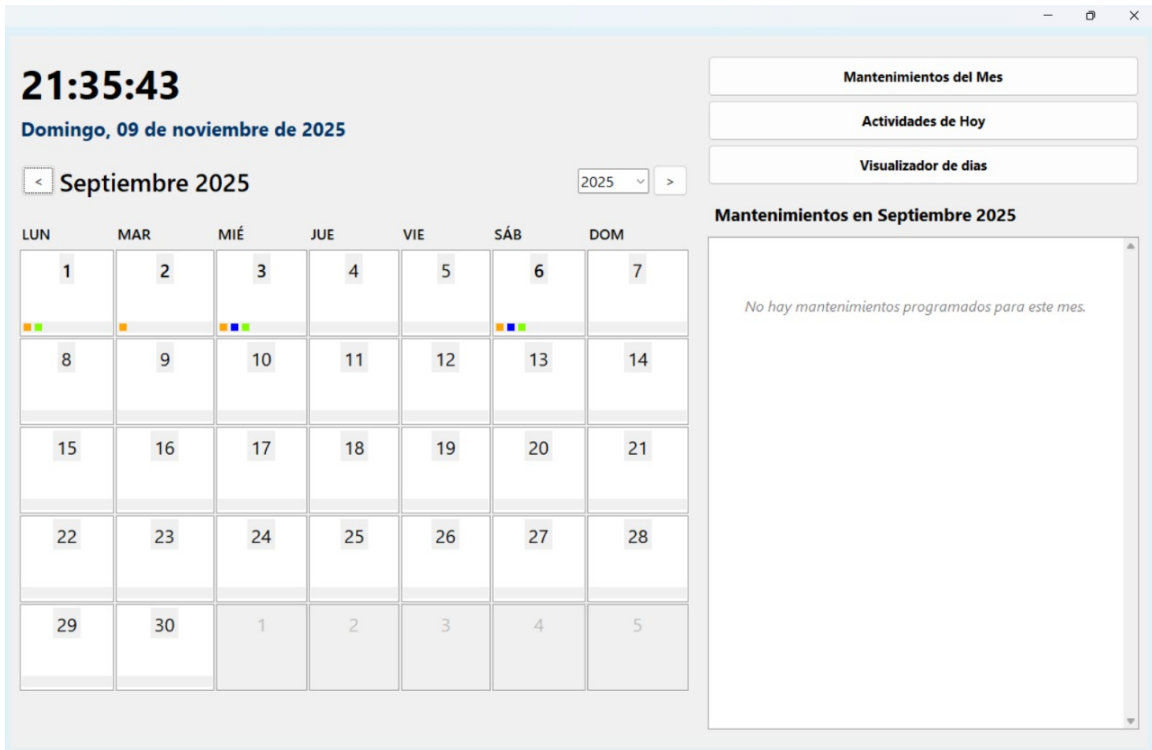 21:35:43
Domingo, 09 de noviembre de 2025
< Septiembre 2025 2025 >
LUN MAR MIÉ JUE VIE SÁB DOM
1 2 3 4 5 6 7
8 9 10 11 12 13 14
15 16 17 18 19 20 21
22 23 24 25 26 27 28
29 30 1 2 3 4 5
Mantenimientos del Mes
Actividades de Hoy
Visualizador de dias
Mantenimientos en Septiembre 2025
No hay mantenimientos programados para este mes.